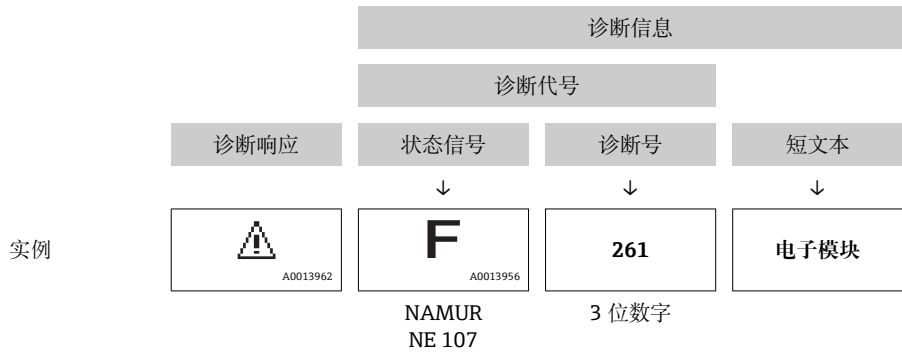 诊断信息
诊断代号
诊断响应 状态信号 诊断号 短文本
↓ ↓ ↓
实例 A0013962 F A0013956 261 电子模块
NAMUR
NE 107 3 位数字